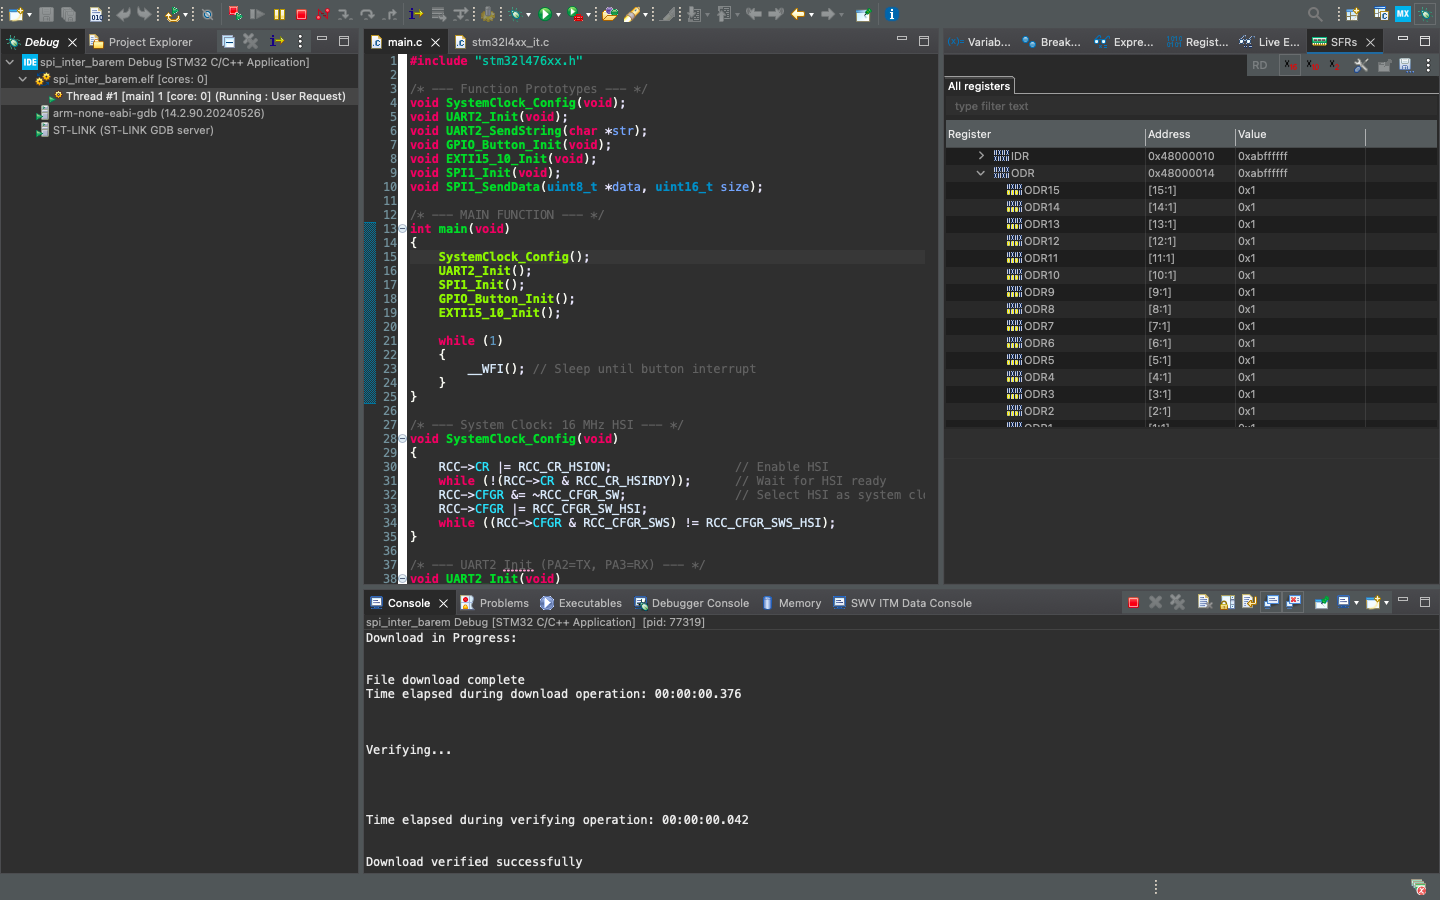 Debug
Project Explorer
IDE spi_inter_barem Debug [STM32 C/C++ Application]
spi_inter_barem.elf [cores: 0]
Thread #1 [main] 1 [core: 0] (Running : User Request)
arm-none-eabi-gdb (14.2.90.20240526)
ST-LINK (ST-LINK GDB server)
MX
main.c
stm32l4xx_it.c
1 #include "stm32l476xx.h"
2
3 /* --- Function Prototypes --- */
4 void SystemClock_Config(void);
5 void UART2_Init(void);
6 void UART2_SendString(char *str);
7 void GPIO_Button_Init(void);
8 void EXTI15_10_Init(void);
9 void SPI1_Init(void);
10 void SPI1_SendData(uint8_t *data, uint16_t size);
11
12 /* --- MAIN FUNCTION --- */
13 int main(void)
14 {
15 SystemClock_Config();
16 UART2_Init();
17 SPI1_Init();
18 GPIO_Button_Init();
19 EXTI15_10_Init();
20
21 while (1)
22 {
23 __WFI(); // Sleep until button interrupt
24 }
25 }
26
27 /* --- System Clock: 16 MHz HSI --- */
28 void SystemClock_Config(void)
29 {
30 RCC->CR |= RCC_CR_HSION; // Enable HSI
31 while (!(RCC->CR & RCC_CR_HSIRDY)); // Wait for HSI ready
32 RCC->CFGR &= ~RCC_CFGR_SW; // Select HSI as system clo
33 RCC->CFGR |= RCC_CFGR_SW_HSI;
34 while ((RCC->CFGR & RCC_CFGR_SWS) != RCC_CFGR_SWS_HSI);
35 }
36
37 /* --- UART2 Init (PA2=TX, PA3=RX) --- */
38 void UART2_Init(void)
Variab...
Break...
Expre...
Regist...
Live E...
SFRs
RD
All registers
type filter text
Register Address Value
IDR 0x48000010 0xabffffff
ODR 0x48000014 0xabffffff
ODR15 [15:1] 0x1
ODR14 [14:1] 0x1
ODR13 [13:1] 0x1
ODR12 [12:1] 0x1
ODR11 [11:1] 0x1
ODR10 [10:1] 0x1
ODR9 [9:1] 0x1
ODR8 [8:1] 0x1
ODR7 [7:1] 0x1
ODR6 [6:1] 0x1
ODR5 [5:1] 0x1
ODR4 [4:1] 0x1
ODR3 [3:1] 0x1
ODR2 [2:1] 0x1
ODR1 [1:1] 0x1
Console
Problems
Executables
Debugger Console
Memory
SWV ITM Data Console
spi_inter_barem Debug [STM32 C/C++ Application] [pid: 77319]
Download in Progress:
File download complete
Time elapsed during download operation: 00:00:00.376
Verifying...
Time elapsed during verifying operation: 00:00:00.042
Download verified successfully